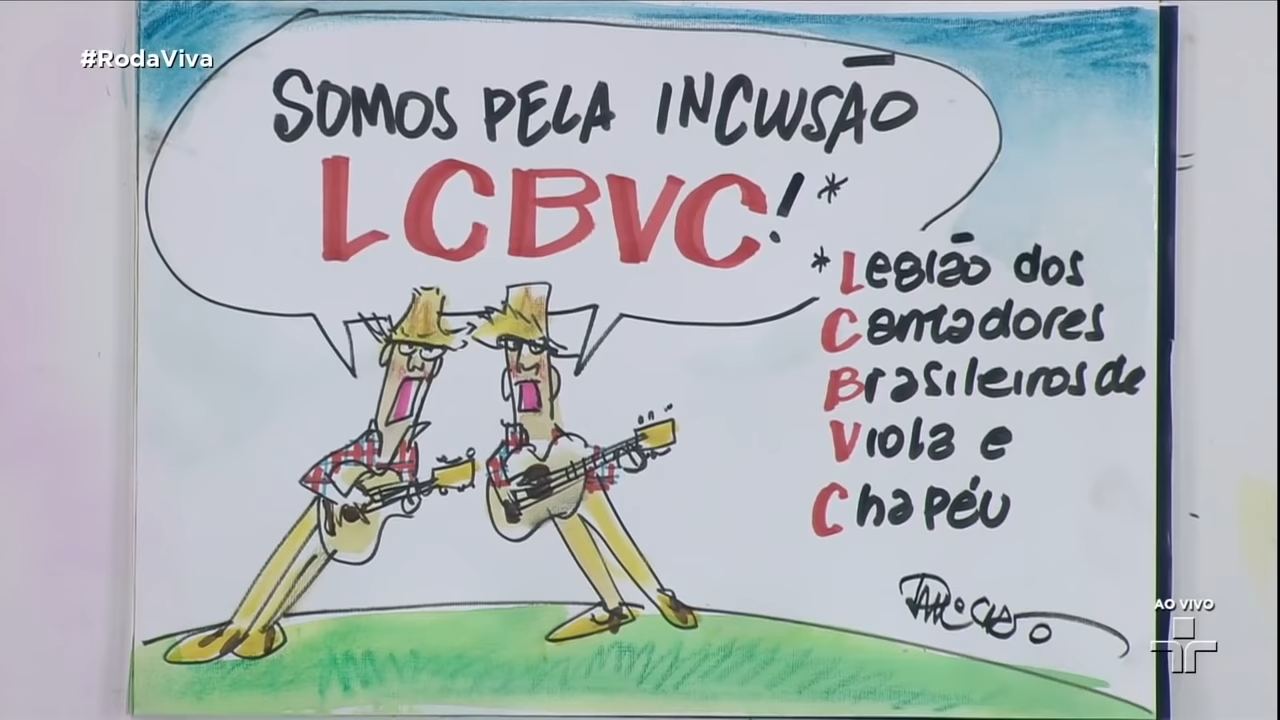 #RodaViva
SOMOS PELA INCLUSÃO
LCBVC!*
*Legião dos
Cantadores
Brasileiros de
Viola e
Chapéu
AO VIVO